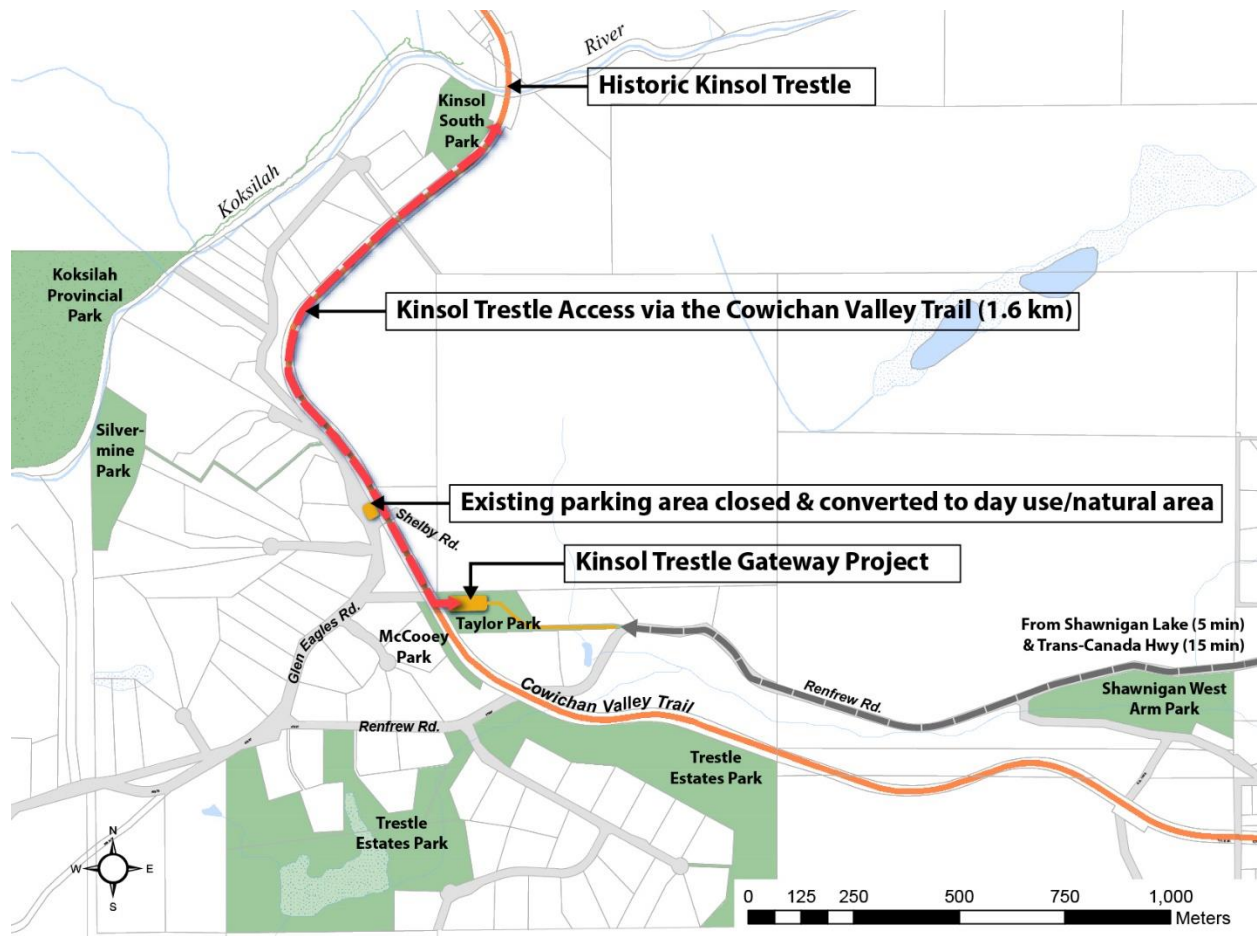 River
Historic Kinsol Trestle
Kinsol
South
Park
Koksilah
Koksilah
Provincial
Park
Kinsol Trestle Access via the Cowichan Valley Trail (1.6 km)
Silver-
mine
Park
Existing parking area closed & converted to day use/natural area
Shelby Rd.
Kinsol Trestle Gateway Project
Taylor Park
McCooey
Park
Glen Eagles Rd.
From Shawnigan Lake (5 min)
& Trans-Canada Hwy (15 min)
Renfrew Rd.
Shawnigan West
Arm Park
Cowichan Valley Trail
Renfrew Rd.
Trestle
Estates Park
Trestle
Estates Park
N
W E
S
0 125 250 500 750 1,000
Meters